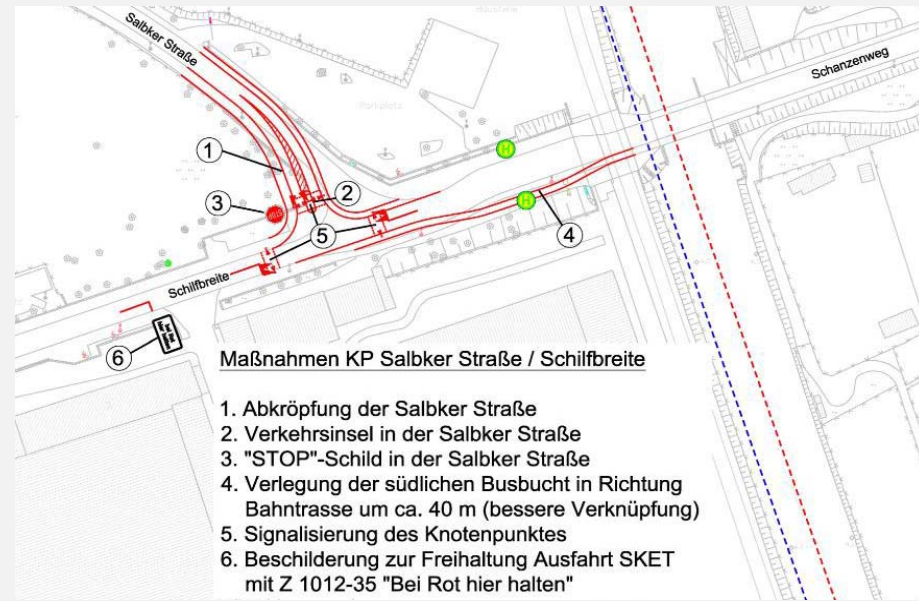 Salbker Straße
Haustelle
Parkplatz
Schanzenweg
H
H
1
2
3
5
4
Schilfbreite
6
Maßnahmen KP Salbker Straße / Schilfbreite
1. Abkröpfung der Salbker Straße
2. Verkehrsinsel in der Salbker Straße
3. "STOP"-Schild in der Salbker Straße
4. Verlegung der südlichen Busbucht in Richtung
Bahntrasse um ca. 40 m (bessere Verknüpfung)
5. Signalisierung des Knotenpunktes
6. Beschilderung zur Freihaltung Ausfahrt SKET
mit Z 1012-35 "Bei Rot hier halten"